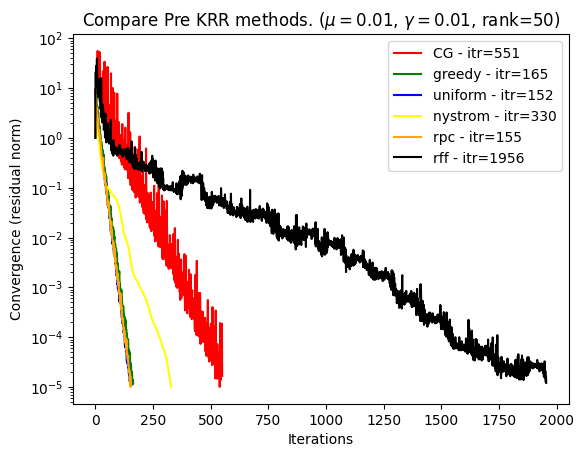 Compare Pre KRR methods. (μ = 0.01, γ = 0.01, rank=50)
Convergence (residual norm)
10²
10¹
10⁰
10⁻¹
10⁻²
10⁻³
10⁻⁴
10⁻⁵
CG - itr=551
greedy - itr=165
uniform - itr=152
nystrom - itr=330
rpc - itr=155
rff - itr=1956
0 250 500 750 1000 1250 1500 1750 2000
Iterations